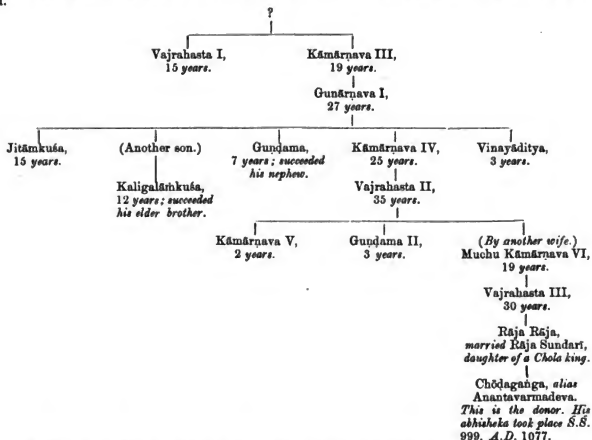 ?
Vajrahasta I,
15 years.
Kāmārṇava III,
19 years.
Guṇārṇava I,
27 years.
Jitāmkuśa,
15 years.
(Another son.)
Guṇḍama,
7 years; succeeded
his nephew.
Kāmārṇava IV,
25 years.
Vinayāditya,
3 years.
Kaligalāṁkuśa,
12 years; succeeded
his elder brother.
Vajrahasta II,
35 years.
Kāmārṇava V,
2 years.
Guṇḍama II,
3 years.
(By another wife.)
Muchu Kāmārṇava VI,
19 years.
Vajrahasta III,
30 years.
Rāja Rāja,
married Rāja Sundarī,
daughter of a Chola king.
Chōḍagaṅga, alias
Anantavarmadeva.
This is the donor. His
abhisheka took place Ś.Ś.
999, A.D. 1077.